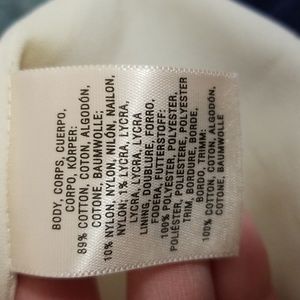 BODY, CORPS, CUERPO,
CORPO, KÖRPER:
89% COTTON, COTON, ALGODÓN,
COTONE, BAUMWOLLE;
10% NYLON, NYLON, NILÓN, NAILON,
NYLON; 1% LYCRA, LYCRA,
LYCRA, LYCRA, LYCRA
LINING, DOUBLURE, FORRO,
FODERA, FUTTERSTOFF:
100% POLYESTER, POLYESTER,
POLIÉSTER, POLIESTERE, POLYESTER
TRIM, BORDURE, BORDE,
BORDO, TRIMM:
100% COTTON, COTON, ALGODÓN,
COTONE, BAUMWOLLE